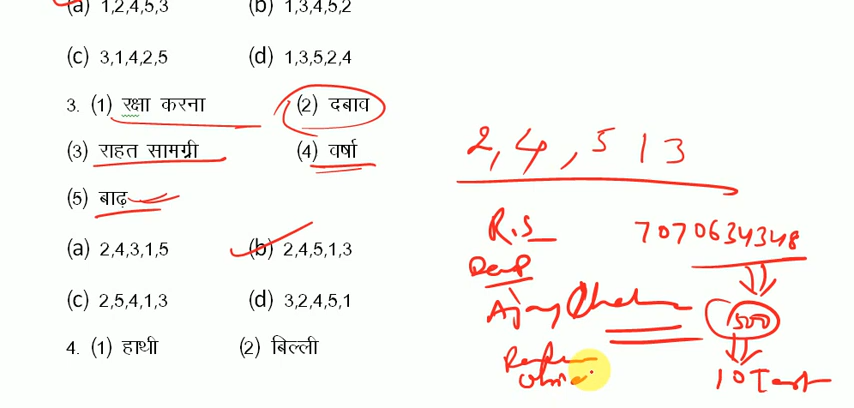 (a) 1,2,4,5,3 (b) 1,3,4,5,2
(c) 3,1,4,2,5 (d) 1,3,5,2,4
3. (1) रक्षा करना (2) दबाव
(3) राहत सामग्री (4) वर्षा
(5) बाढ़
(a) 2,4,3,1,5 (b) 2,4,5,1,3
(c) 2,5,4,1,3 (d) 3,2,4,5,1
4. (1) हाथी (2) बिल्ली
2,4,513
R.S 7070634348
Ajay
500
10 Test